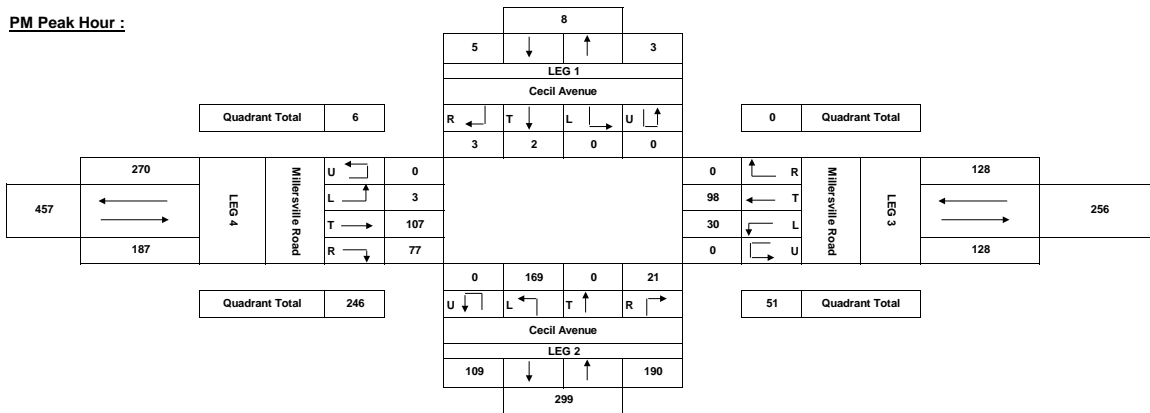 PM Peak Hour :
8
5 3
LEG 1
Cecil Avenue
Quadrant Total 6
R T L U
0 Quadrant Total
3 2 0 0
270
U 0
0 R
128
457
LEG 4
Millersville Road
L 3
98 T
Millersville Road
LEG 3
256
T 107
30 L
187
R 77
0 U
128
0 169 0 21
Quadrant Total 246
U L T R
51 Quadrant Total
Cecil Avenue
LEG 2
109 190
299